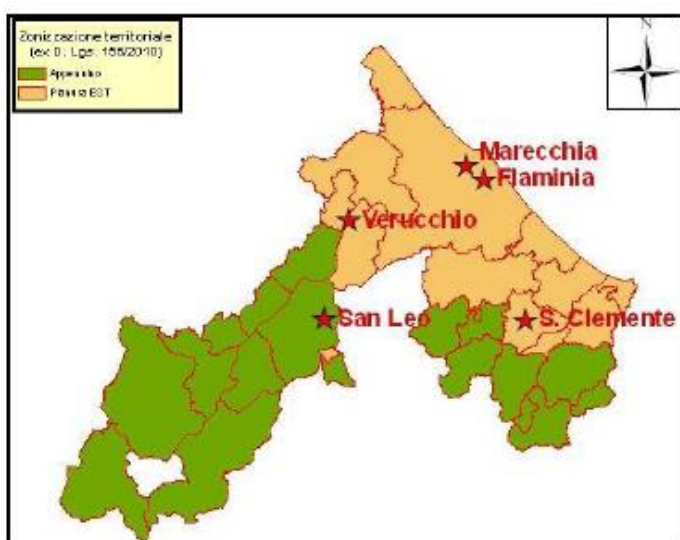 Zonizzazione territoriale
(ex D. Lgs. 155/2010)
Appennino
Pianura EST
N
Marecchia
Flaminia
Verucchio
San Leo
S. Clemente